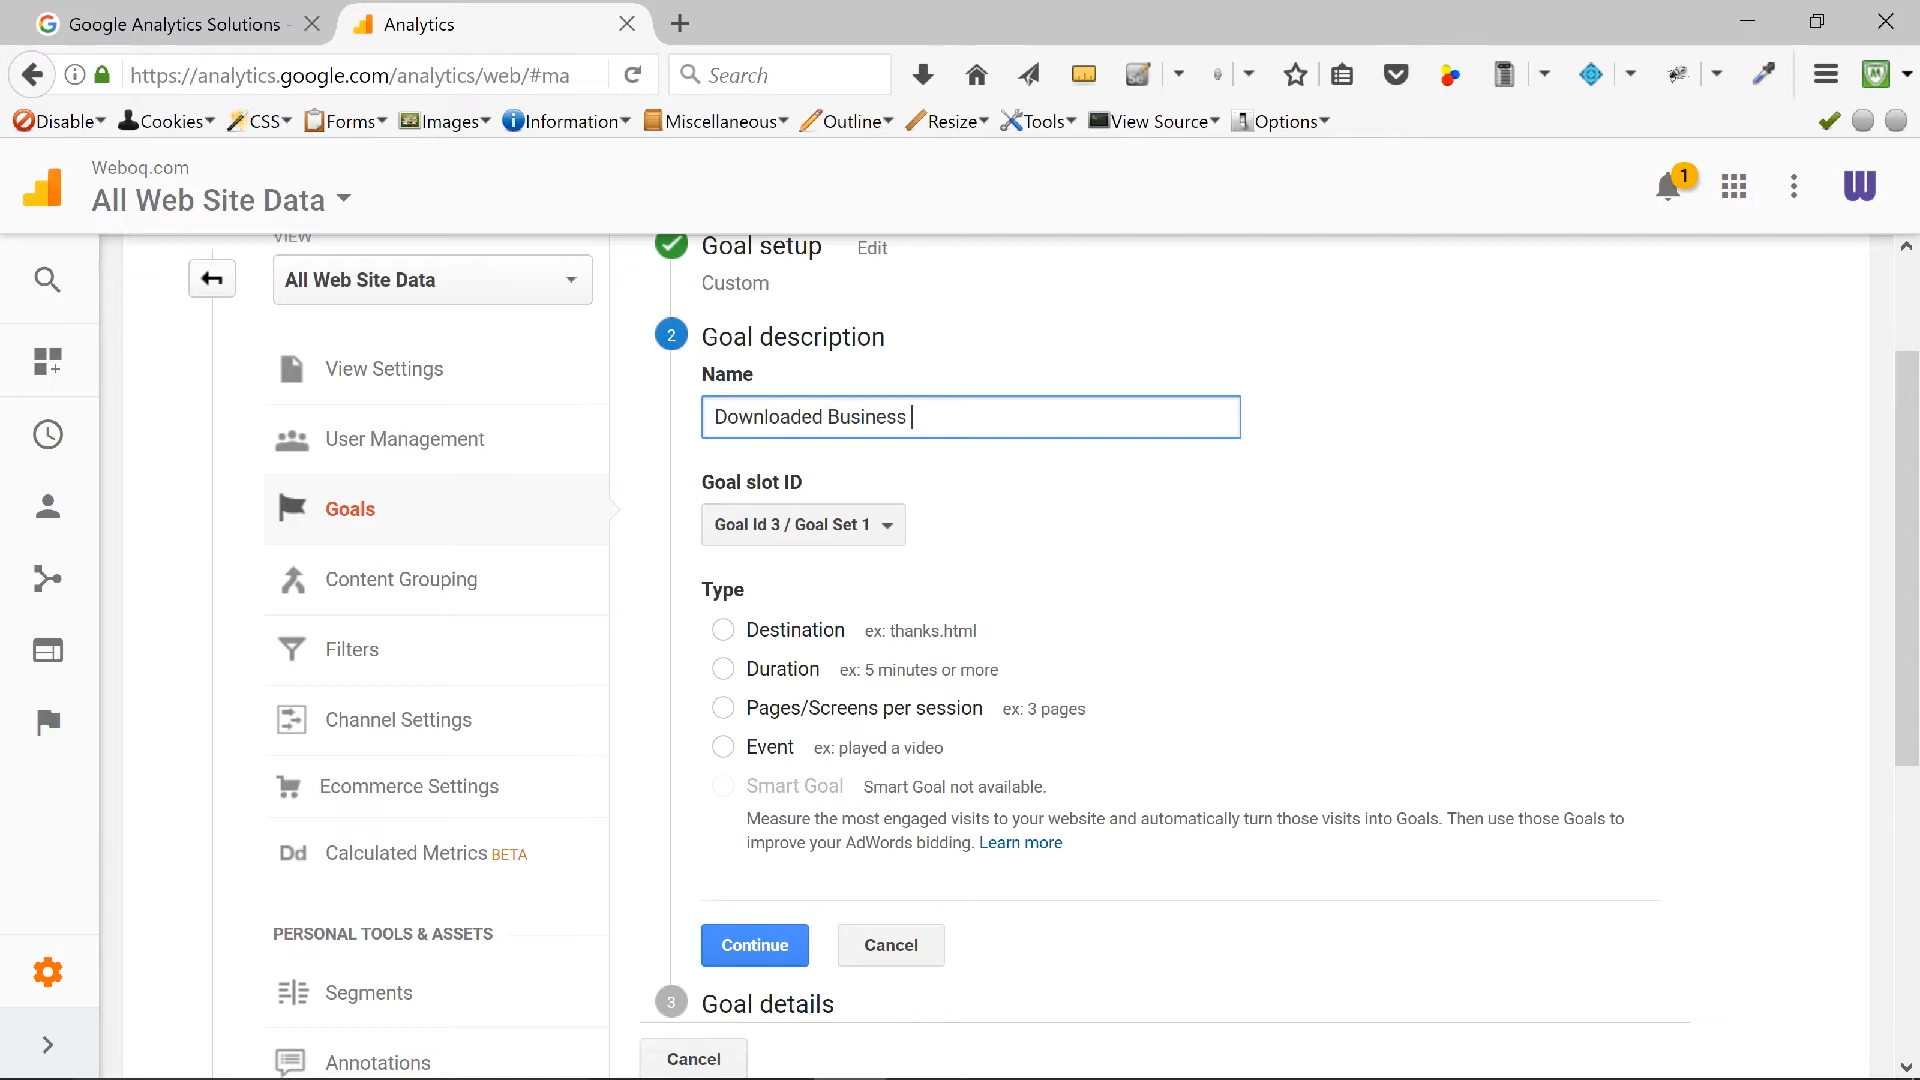 Google Analytics Solutions -
Analytics
https://analytics.google.com/analytics/web/#ma
Search
Disable Cookies CSS Forms Images Information Miscellaneous Outline Resize Tools View Source Options
Weboq.com
All Web Site Data
1
VIEW
All Web Site Data
View Settings
User Management
Goals
Content Grouping
Filters
Channel Settings
Ecommerce Settings
Dd Calculated Metrics BETA
PERSONAL TOOLS & ASSETS
Segments
Annotations
Goal setup Edit
Custom
2 Goal description
Name
Downloaded Business
Goal slot ID
Goal Id 3 / Goal Set 1
Type
Destination ex: thanks.html
Duration ex: 5 minutes or more
Pages/Screens per session ex: 3 pages
Event ex: played a video
Smart Goal Smart Goal not available.
Measure the most engaged visits to your website and automatically turn those visits into Goals. Then use those Goals to
improve your AdWords bidding. Learn more
Continue Cancel
3 Goal details
Cancel